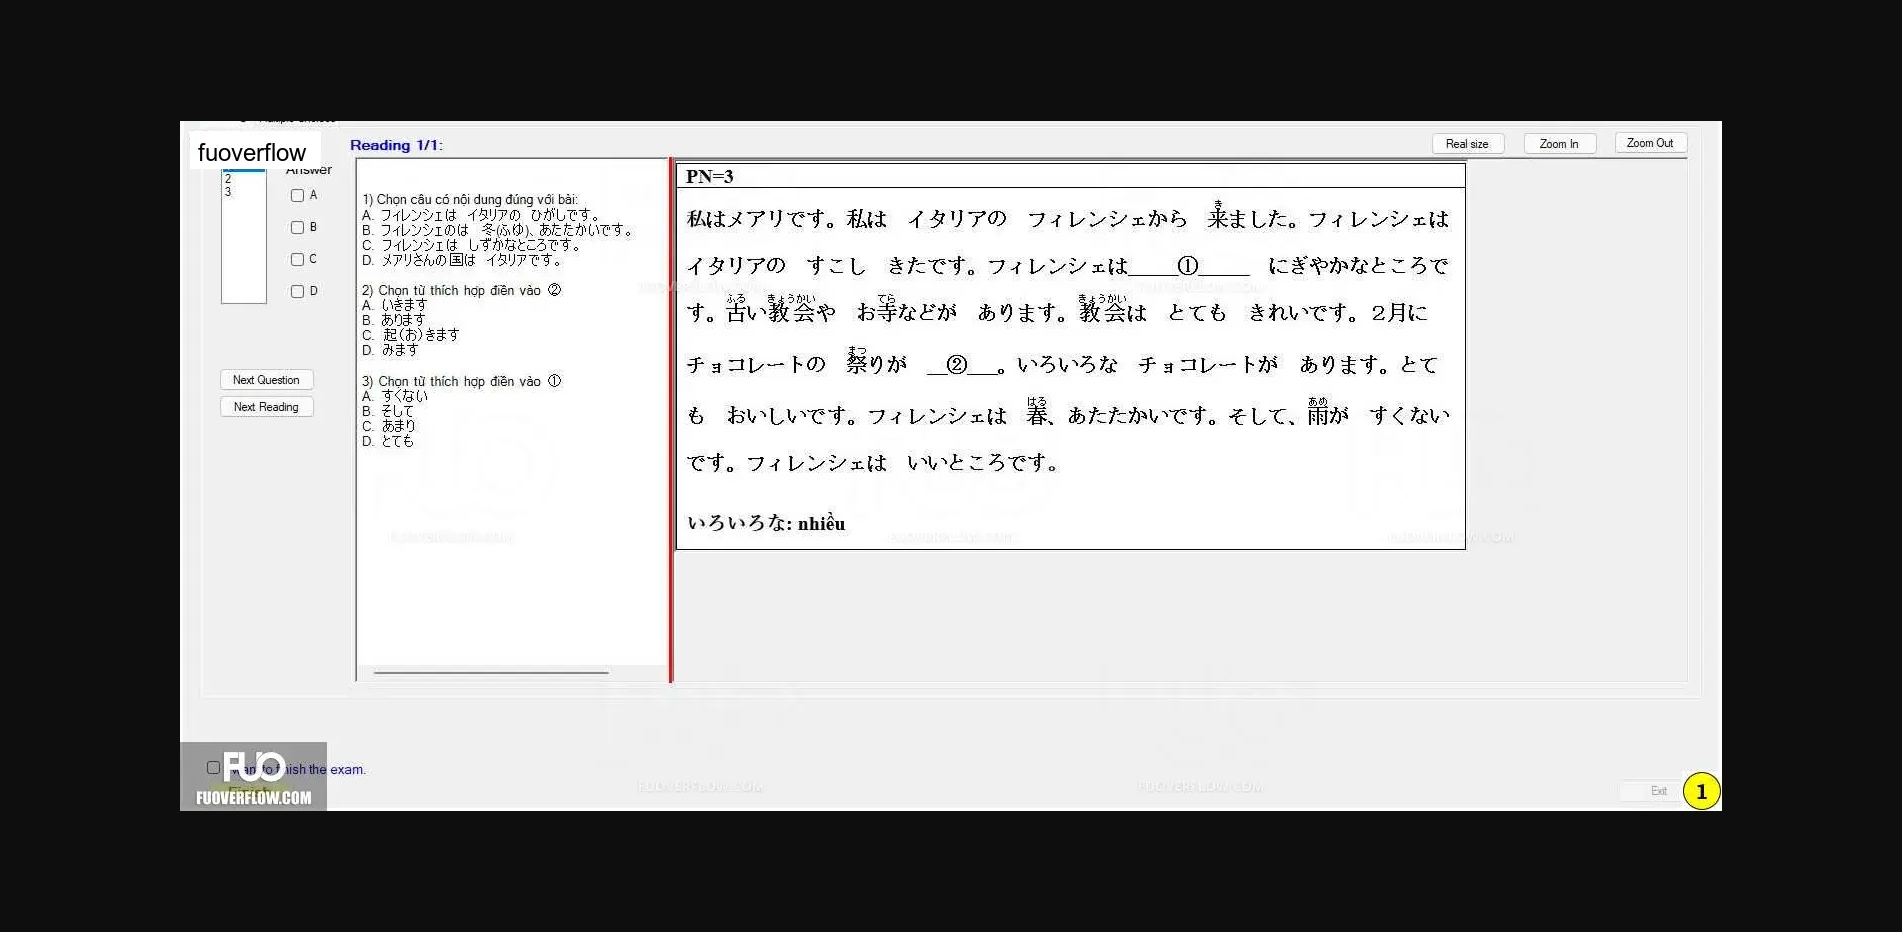 fuoverflow
Reading 1/1:
Real size
Zoom In
Zoom Out
Answer
2
3
A
B
C
D
Next Question
Next Reading
1) Chọn câu có nội dung đúng với bài:
A. フィレンシェは イタリアの ひがしです。
B. フィレンシェのは 冬(ふゆ)、あたたかいです。
C. フィレンシェは しずかなところです。
D. メアリさんの国は イタリアです。
2) Chọn từ thích hợp điền vào ②
A. いきます
B. あります
C. 起(お)きます
D. みます
3) Chọn từ thích hợp điền vào ①
A. すくない
B. そして
C. あまり
D. とても
PN=3
私はメアリです。私は イタリアの フィレンシェから 来ました。フィレンシェは
イタリアの すこし きたです。フィレンシェは_____①_____ にぎやかなところで
す。古い教会や お寺などが あります。教会は とても きれいです。２月に
チョコレートの 祭りが __②___。いろいろな チョコレートが あります。とて
も おいしいです。フィレンシェは 春、あたたかいです。そして、雨が すくない
です。フィレンシェは いいところです。
いろいろな: nhiều
FUO
FUOVERFLOW.COM
finish the exam.
Exit
1